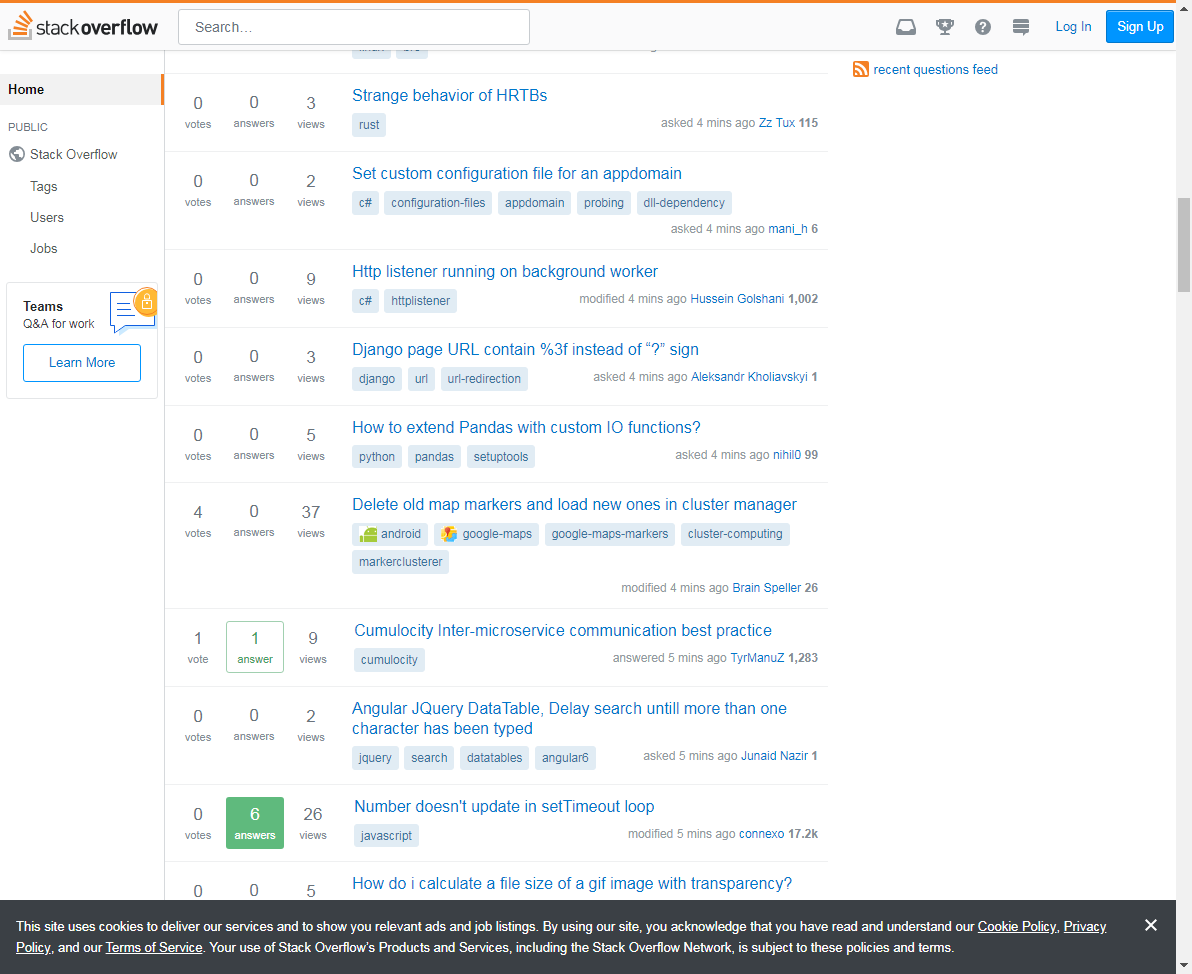 stackoverflow
Search...
Log In
Sign Up
Home
PUBLIC
Stack Overflow
Tags
Users
Jobs
Teams
Q&A for work
Learn More
recent questions feed
0 votes 0 answers 3 views
Strange behavior of HRTBs
rust
asked 4 mins ago Zz Tux 115
0 votes 0 answers 2 views
Set custom configuration file for an appdomain
c# configuration-files appdomain probing dll-dependency
asked 4 mins ago mani_h 6
0 votes 0 answers 9 views
Http listener running on background worker
c# httplistener
modified 4 mins ago Hussein Golshani 1,002
0 votes 0 answers 3 views
Django page URL contain %3f instead of “?” sign
django url url-redirection
asked 4 mins ago Aleksandr Kholiavskyi 1
0 votes 0 answers 5 views
How to extend Pandas with custom IO functions?
python pandas setuptools
asked 4 mins ago nihil0 99
4 votes 0 answers 37 views
Delete old map markers and load new ones in cluster manager
android google-maps google-maps-markers cluster-computing
markerclusterer
modified 4 mins ago Brain Speller 26
1 vote 1 answer 9 views
Cumulocity Inter-microservice communication best practice
cumulocity
answered 5 mins ago TyrManuZ 1,283
0 votes 0 answers 2 views
Angular JQuery DataTable, Delay search untill more than one
character has been typed
jquery search datatables angular6
asked 5 mins ago Junaid Nazir 1
0 votes 6 answers 26 views
Number doesn't update in setTimeout loop
javascript
modified 5 mins ago connexo 17.2k
0 0 5
How do i calculate a file size of a gif image with transparency?
This site uses cookies to deliver our services and to show you relevant ads and job listings. By using our site, you acknowledge that you have read and understand our Cookie Policy, Privacy
Policy, and our Terms of Service. Your use of Stack Overflow's Products and Services, including the Stack Overflow Network, is subject to these policies and terms.